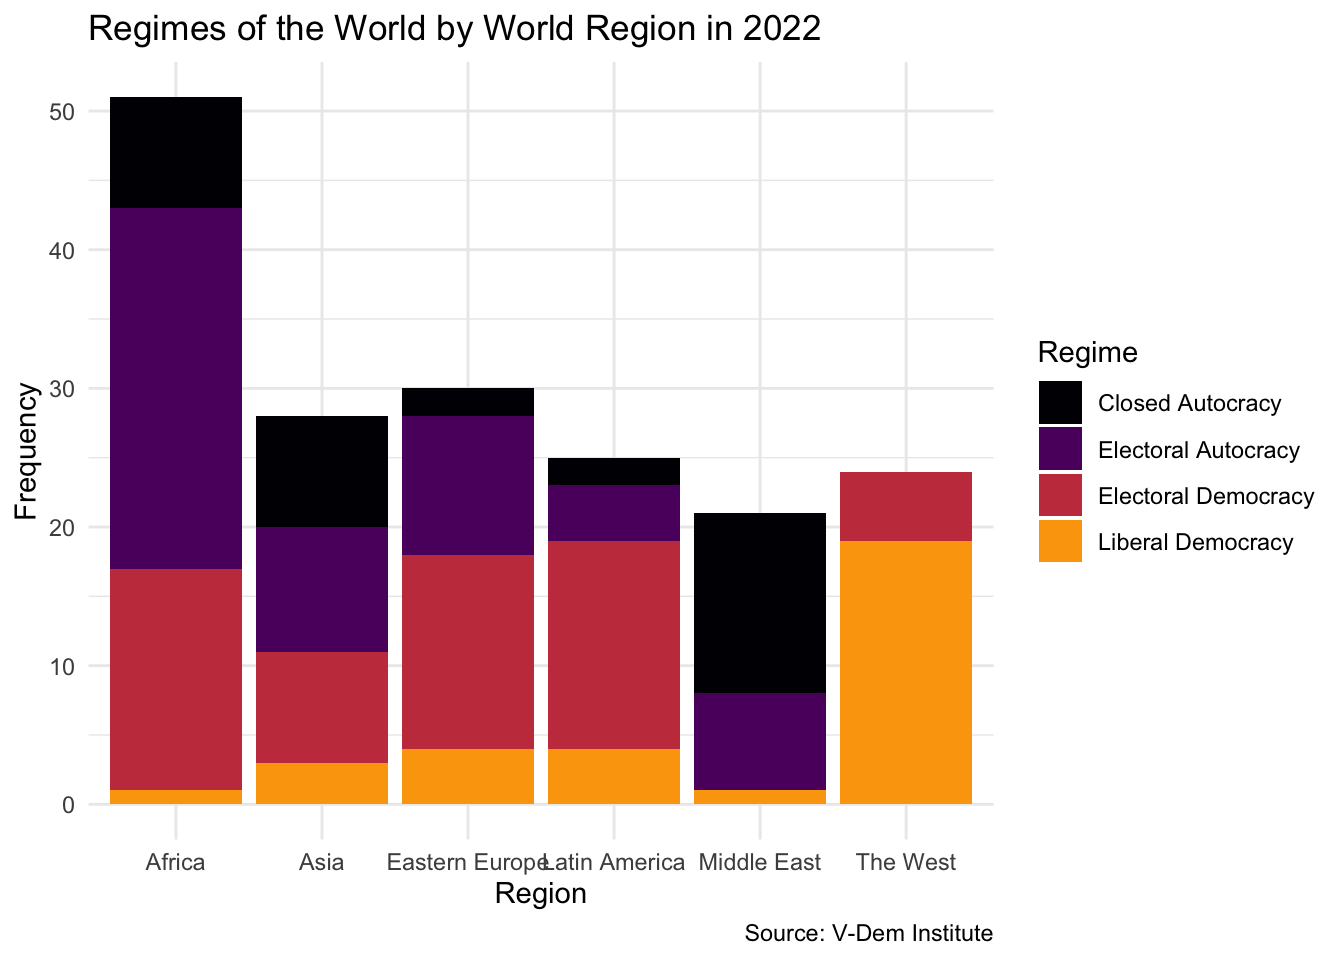 Regimes of the World by World Region in 2022
Frequency
50
40
30
20
10
0
Africa
Asia
Eastern Europe
Latin America
Middle East
The West
Region
Regime
Closed Autocracy
Electoral Autocracy
Electoral Democracy
Liberal Democracy
Source: V-Dem Institute